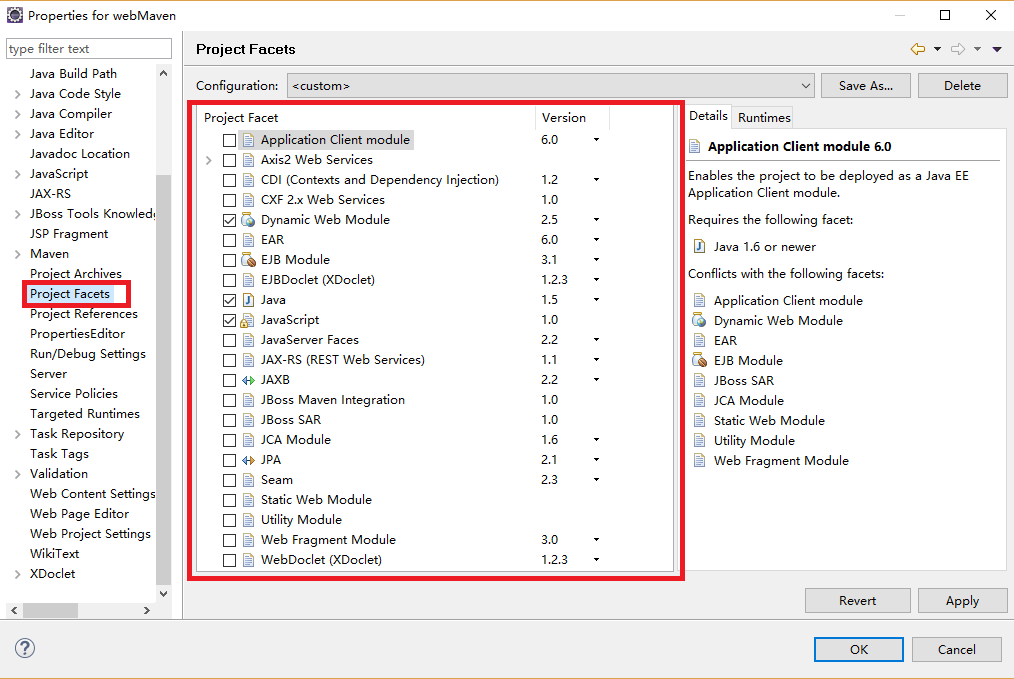 Properties for webMaven
type filter text
Java Build Path
Java Code Style
Java Compiler
Java Editor
Javadoc Location
JavaScript
JAX-RS
JBoss Tools Knowledg
JSP Fragment
Maven
Project Archives
Project Facets
Project References
PropertiesEditor
Run/Debug Settings
Server
Service Policies
Targeted Runtimes
Task Repository
Task Tags
Validation
Web Content Settings
Web Page Editor
Web Project Settings
WikiText
XDoclet
Project Facets
Configuration: <custom> Save As... Delete
Project Facet Version
Application Client module 6.0
Axis2 Web Services
CDI (Contexts and Dependency Injection) 1.2
CXF 2.x Web Services 1.0
Dynamic Web Module 2.5
EAR 6.0
EJB Module 3.1
EJBDoclet (XDoclet) 1.2.3
Java 1.5
JavaScript 1.0
JavaServer Faces 2.2
JAX-RS (REST Web Services) 1.1
JAXB 2.2
JBoss Maven Integration 1.0
JBoss SAR 1.0
JCA Module 1.6
JPA 2.1
Seam 2.3
Static Web Module
Utility Module
Web Fragment Module 3.0
WebDoclet (XDoclet) 1.2.3
Details Runtimes
Application Client module 6.0
Enables the project to be deployed as a Java EE
Application Client module.
Requires the following facet:
Java 1.6 or newer
Conflicts with the following facets:
Application Client module
Dynamic Web Module
EAR
EJB Module
JBoss SAR
JCA Module
Static Web Module
Utility Module
Web Fragment Module
Revert Apply
OK Cancel